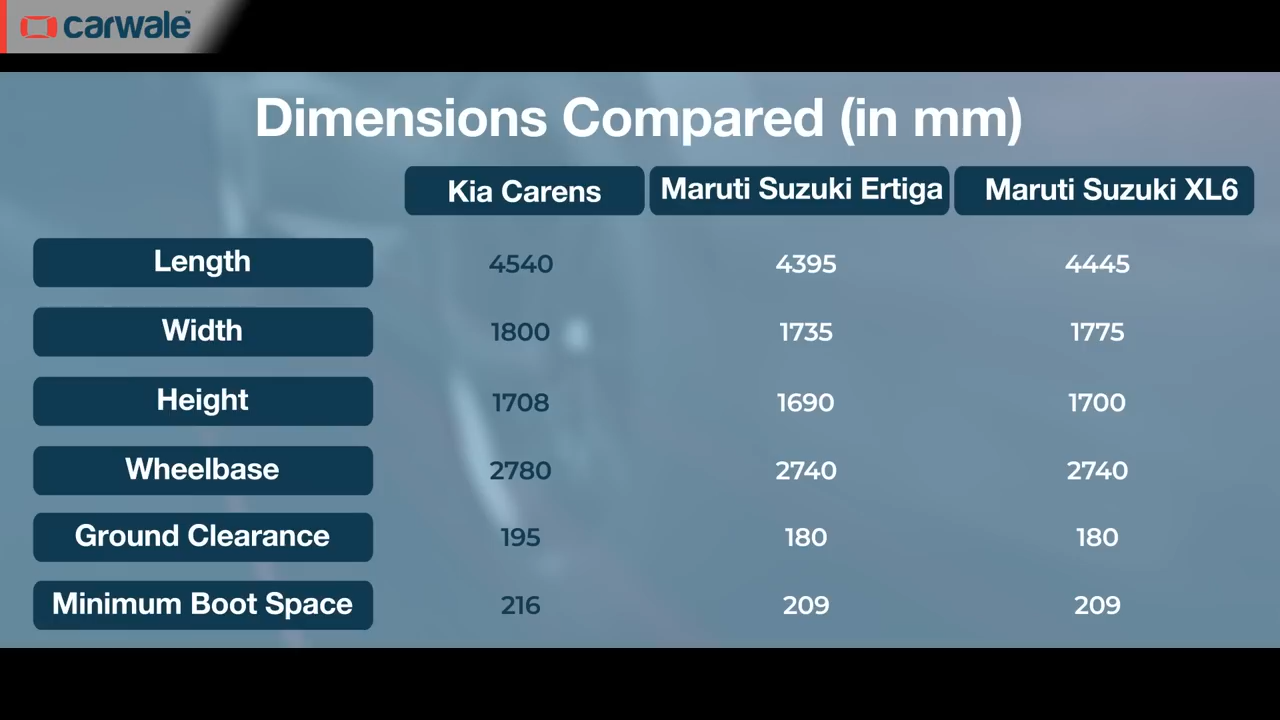 carwale™
Dimensions Compared (in mm)
Kia Carens Maruti Suzuki Ertiga Maruti Suzuki XL6
Length 4540 4395 4445
Width 1800 1735 1775
Height 1708 1690 1700
Wheelbase 2780 2740 2740
Ground Clearance 195 180 180
Minimum Boot Space 216 209 209